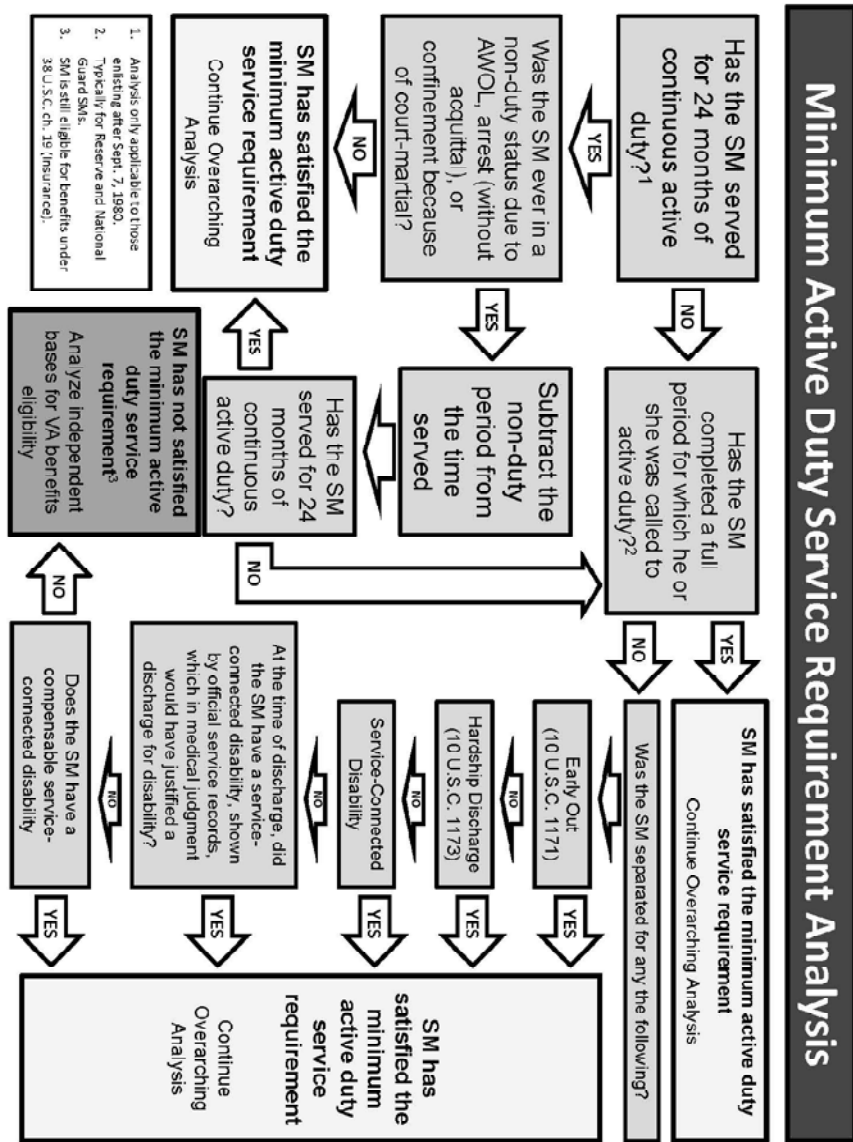 Minimum Active Duty Service Requirement Analysis
Has the SM served
for 24 months of
continuous active
duty?1
YES
NO
Was the SM ever in a
non-duty status due to
AWOL, arrest (without
acquittal), or
confinement because
of court-martial?
NO
YES
SM has satisfied the
minimum active duty
service requirement
Continue Overarching
Analysis
1. Analysis only applicable to those
enlisting after Sept. 7, 1980.
2. Typically for Reserve and National
Guard SMs.
3. SM is still eligible for benefits under
38 U.S.C. ch. 19 (Insurance).
Has the SM
completed a full
period for which he or
she was called to
active duty?2
YES
NO
Subtract the
non-duty
period from
the time
served
Has the SM
served for 24
months of
continuous
active duty?
YES
NO
SM has not satisfied
the minimum active
duty service
requirement3
Analyze independent
bases for VA benefits
eligibility
SM has satisfied the minimum active duty
service requirement
Continue Overarching Analysis
Was the SM separated for any the following?
Early Out
(10 U.S.C. 1171)
NO
YES
Hardship Discharge
(10 U.S.C. 1173)
NO
YES
Service-Connected
Disability
NO
YES
At the time of discharge, did
the SM have a service-
connected disability, shown
by official service records,
which in medical judgment
would have justified a
discharge for disability?
NO
YES
Does the SM have a
compensable service-
connected disability
NO
YES
SM has
satisfied the
minimum
active duty
service
requirement
Continue
Overarching
Analysis